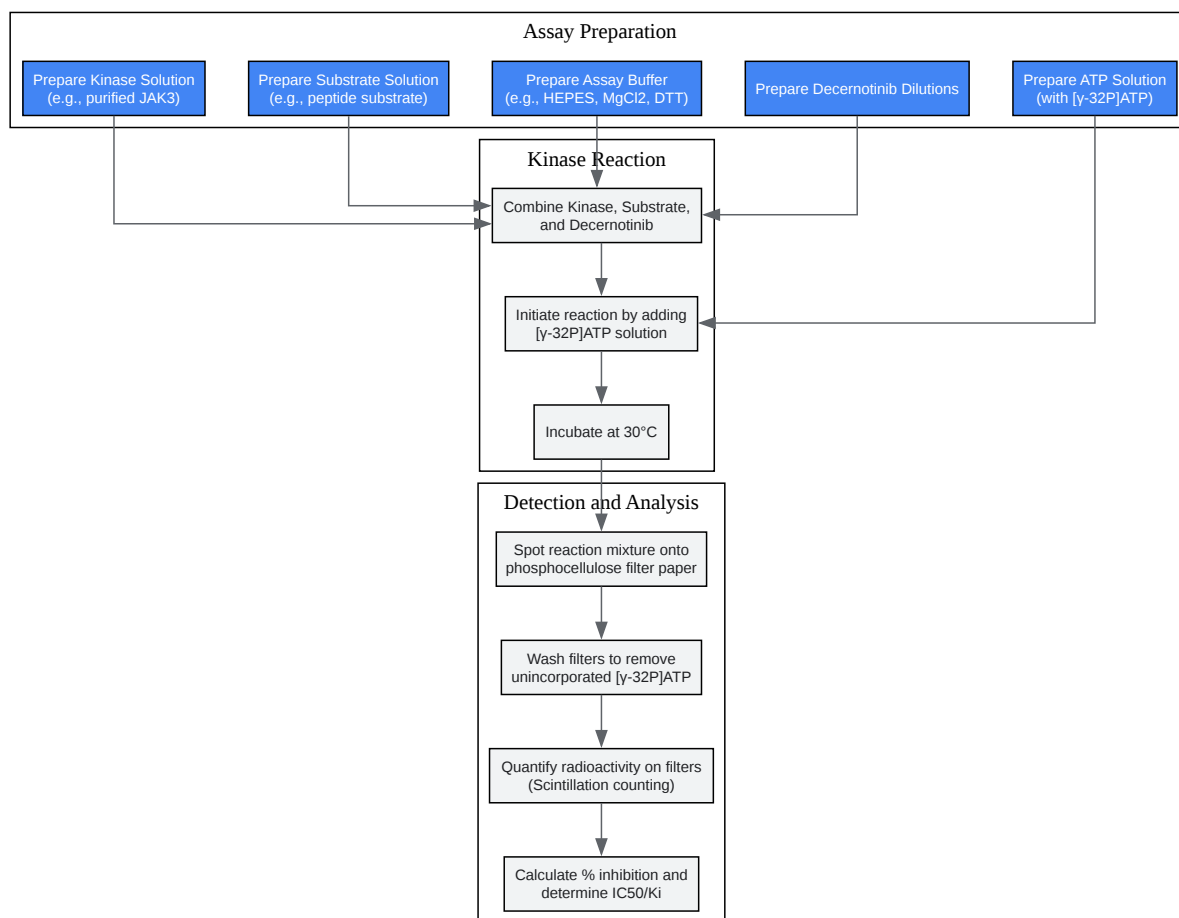 Assay Preparation
Prepare Kinase Solution
(e.g., purified JAK3)
Prepare Substrate Solution
(e.g., peptide substrate)
Prepare Assay Buffer
(e.g., HEPES, MgCl2, DTT)
Prepare Decernotinib Dilutions
Prepare ATP Solution
(with [γ-32P]ATP)
Kinase Reaction
Combine Kinase, Substrate,
and Decernotinib
Initiate reaction by adding
[γ-32P]ATP solution
Incubate at 30°C
Detection and Analysis
Spot reaction mixture onto
phosphocellulose filter paper
Wash filters to remove
unincorporated [γ-32P]ATP
Quantify radioactivity on filters
(Scintillation counting)
Calculate % inhibition and
determine IC50/Ki